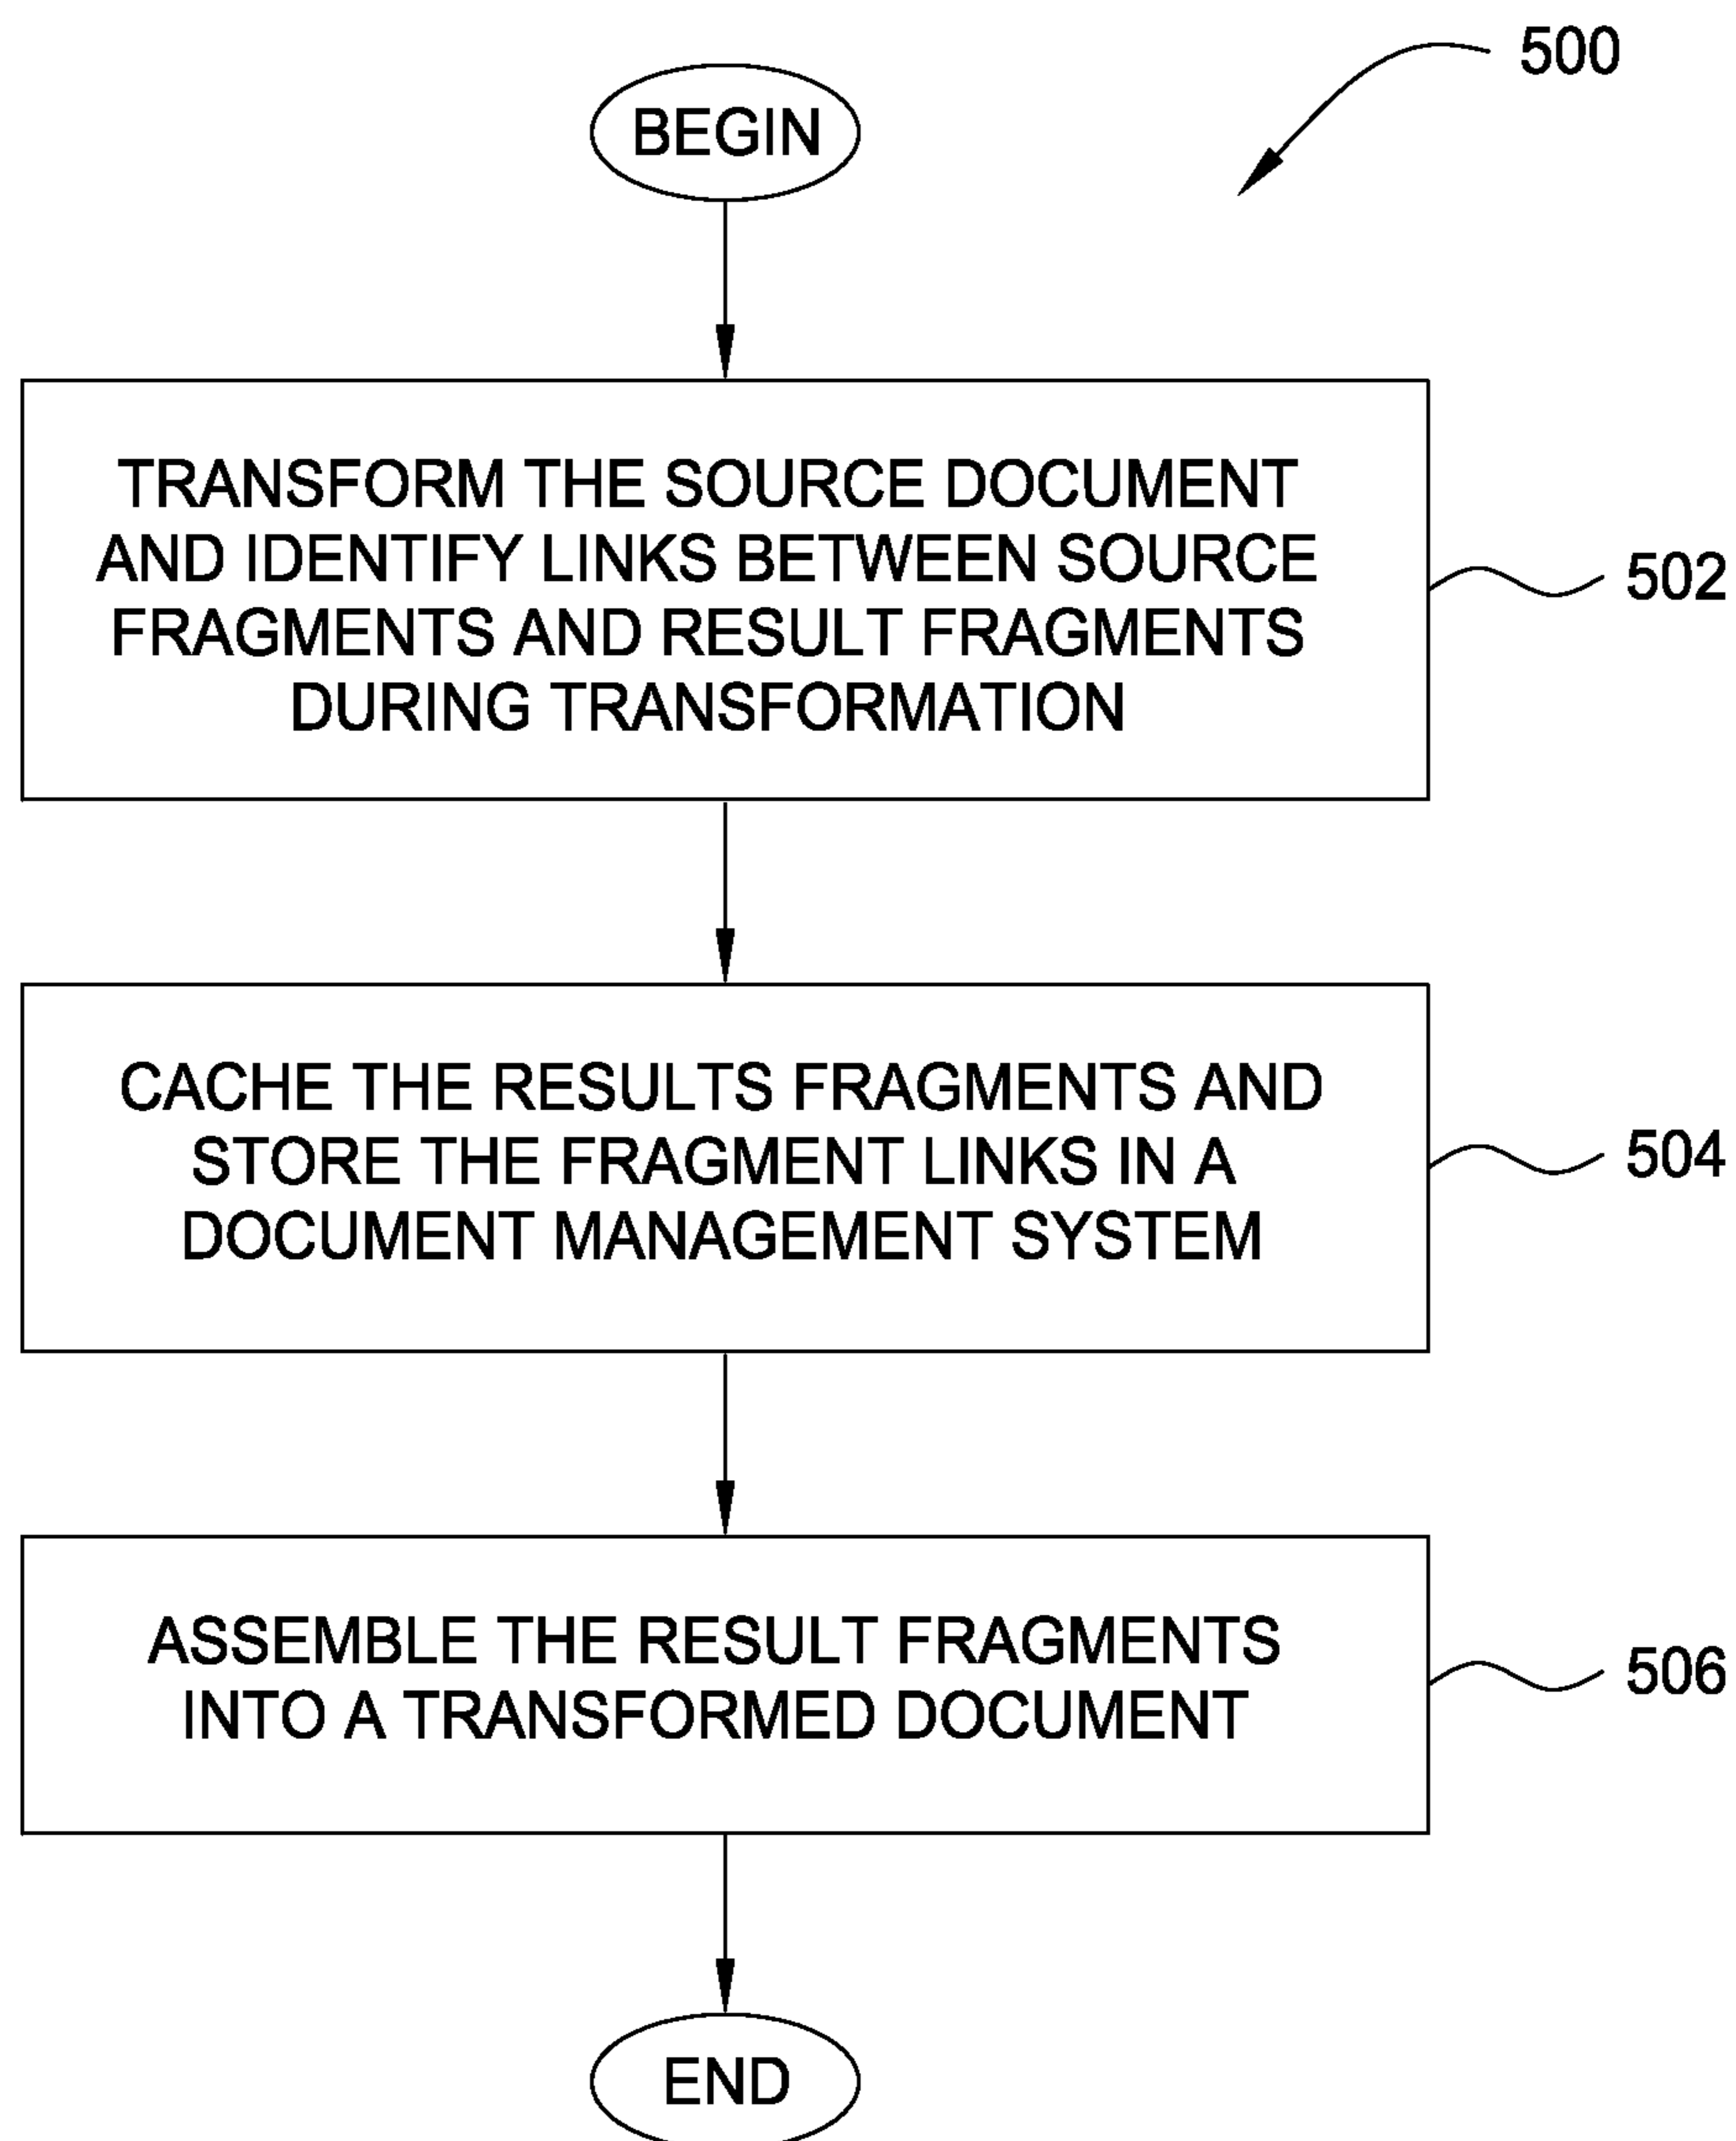 500
BEGIN
TRANSFORM THE SOURCE DOCUMENT
AND IDENTIFY LINKS BETWEEN SOURCE
FRAGMENTS AND RESULT FRAGMENTS
DURING TRANSFORMATION
502
CACHE THE RESULTS FRAGMENTS AND
STORE THE FRAGMENT LINKS IN A
DOCUMENT MANAGEMENT SYSTEM
504
ASSEMBLE THE RESULT FRAGMENTS
INTO A TRANSFORMED DOCUMENT
506
END